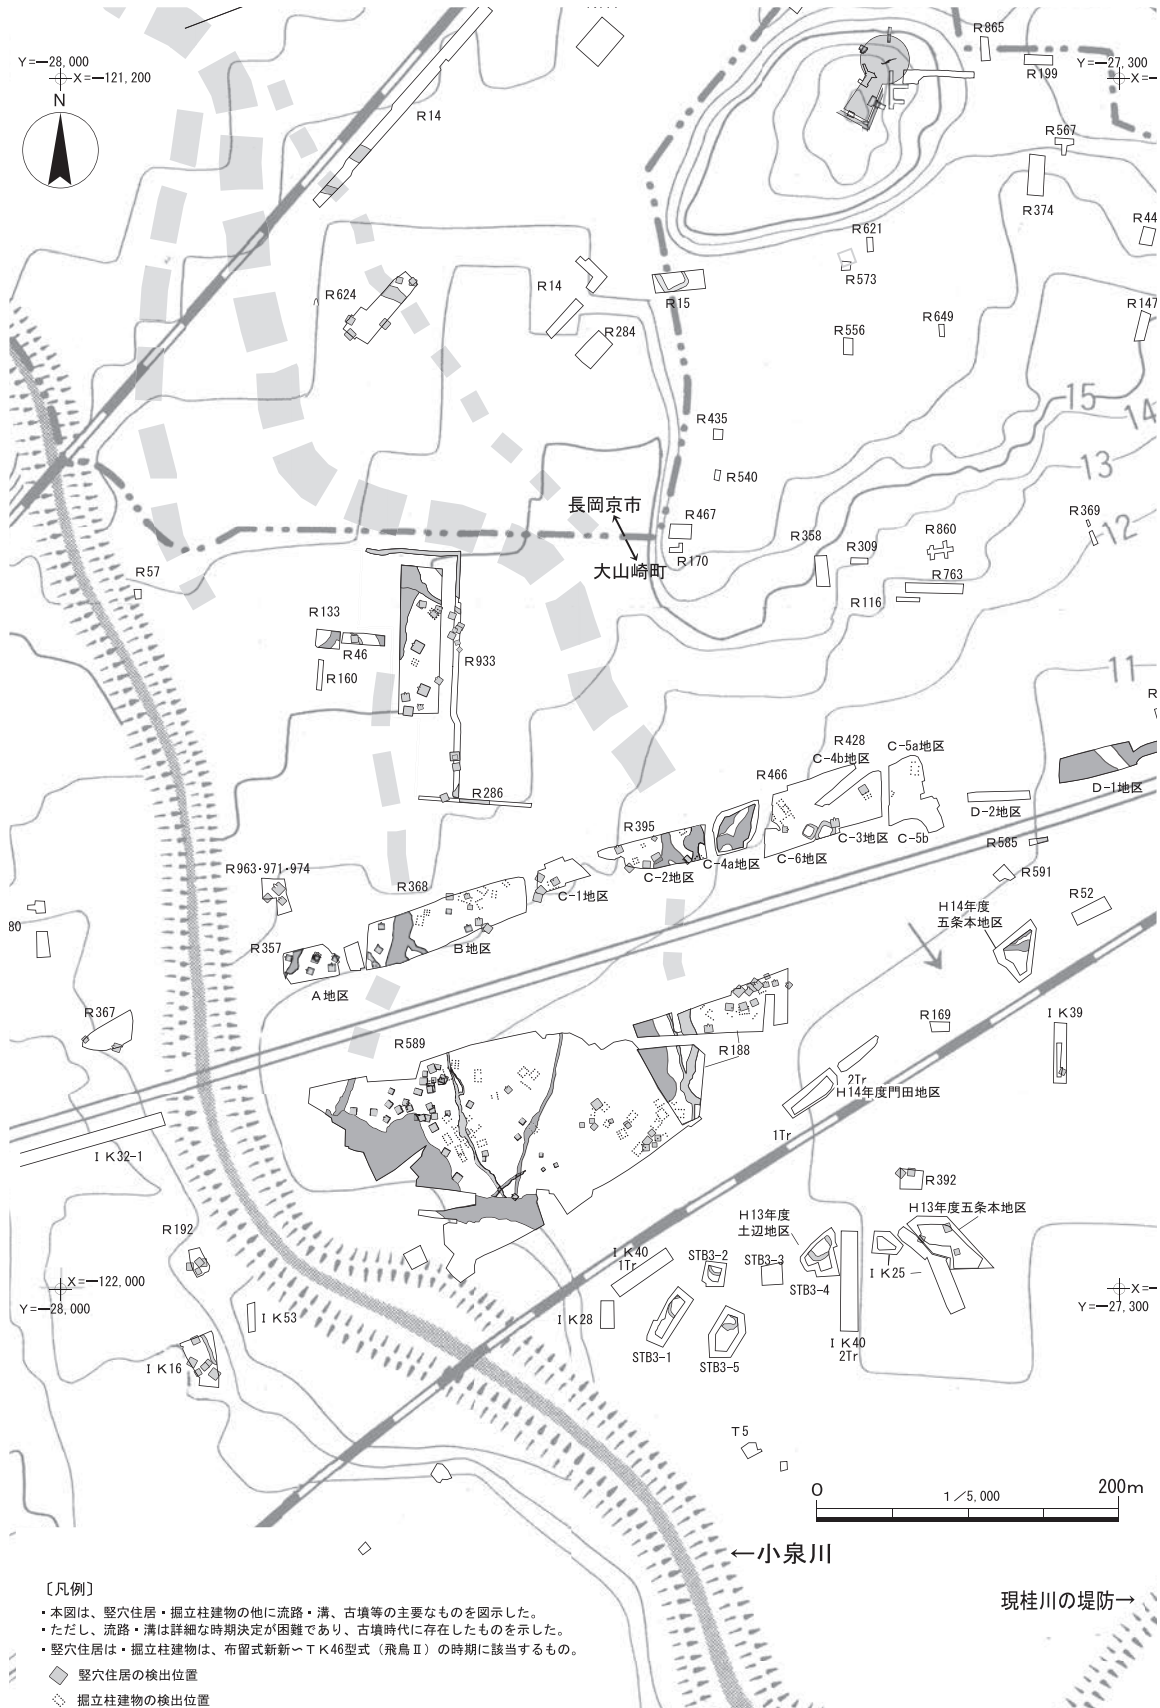 Y=−28,000
X=−121,200
N
R14
R865
R199
Y=−27,300
X=−
R567
R374
R44
R621
R573
R624
R14
R15
R284
R556
R649
R147
15
14
13
12
11
R435
R540
長岡京市
大山崎町
R467
R170
R358
R309
R860
R369
R763
R116
R57
R133
R46
R160
R933
R286
R428
C-4b地区
C-5a地区
R466
D-1地区
D-2地区
R395
C-3地区
C-5b
C-6地区
C-4a地区
C-2地区
C-1地区
R585
R591
R52
H14年度
五条本地区
R963・971・974
R368
B地区
R357
A地区
80
R367
R589
R188
R169
IK39
2Tr
H14年度門田地区
1Tr
IK32-1
R392
H13年度五条本地区
H13年度
土辺地区
R192
IK40
1Tr
STB3-2
STB3-3
STB3-4
IK25
X=−122,000
Y=−28,000
X=−
Y=−27,300
IK53
IK28
STB3-1
STB3-5
IK40
2Tr
IK16
T5
0
200m
1/5,000
←小泉川
現桂川の堤防→
〔凡例〕
・本図は、竪穴住居・掘立柱建物の他に流路・溝、古墳等の主要なものを図示した。
・ただし、流路・溝は詳細な時期決定が困難であり、古墳時代に存在したものを示した。
・竪穴住居は・掘立柱建物は、布留式新新〜TK46型式（飛鳥Ⅱ）の時期に該当するもの。
竪穴住居の検出位置
掘立柱建物の検出位置